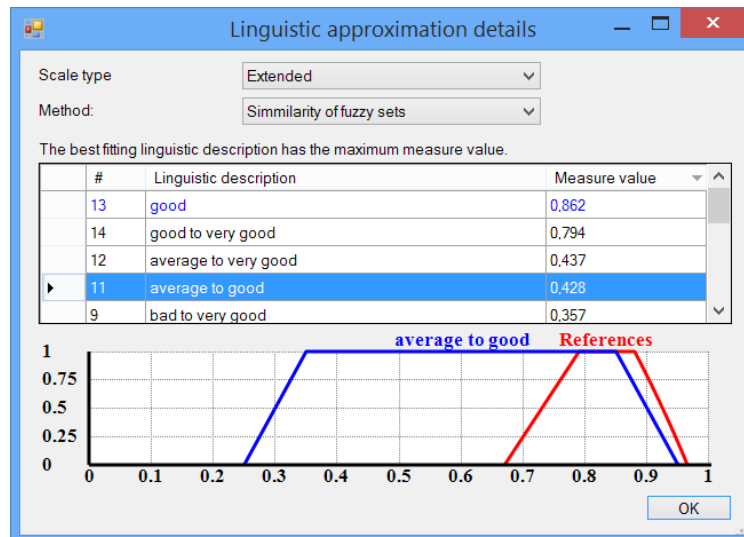 Linguistic approximation details
Scale type Extended
Method: Simmilarity of fuzzy sets
The best fitting linguistic description has the maximum measure value.
# Linguistic description Measure value
13 good 0,862
14 good to very good 0,794
12 average to very good 0,437
11 average to good 0,428
9 bad to very good 0,357
average to good References
1
0.75
0.5
0.25
0
0 0.1 0.2 0.3 0.4 0.5 0.6 0.7 0.8 0.9 1
OK